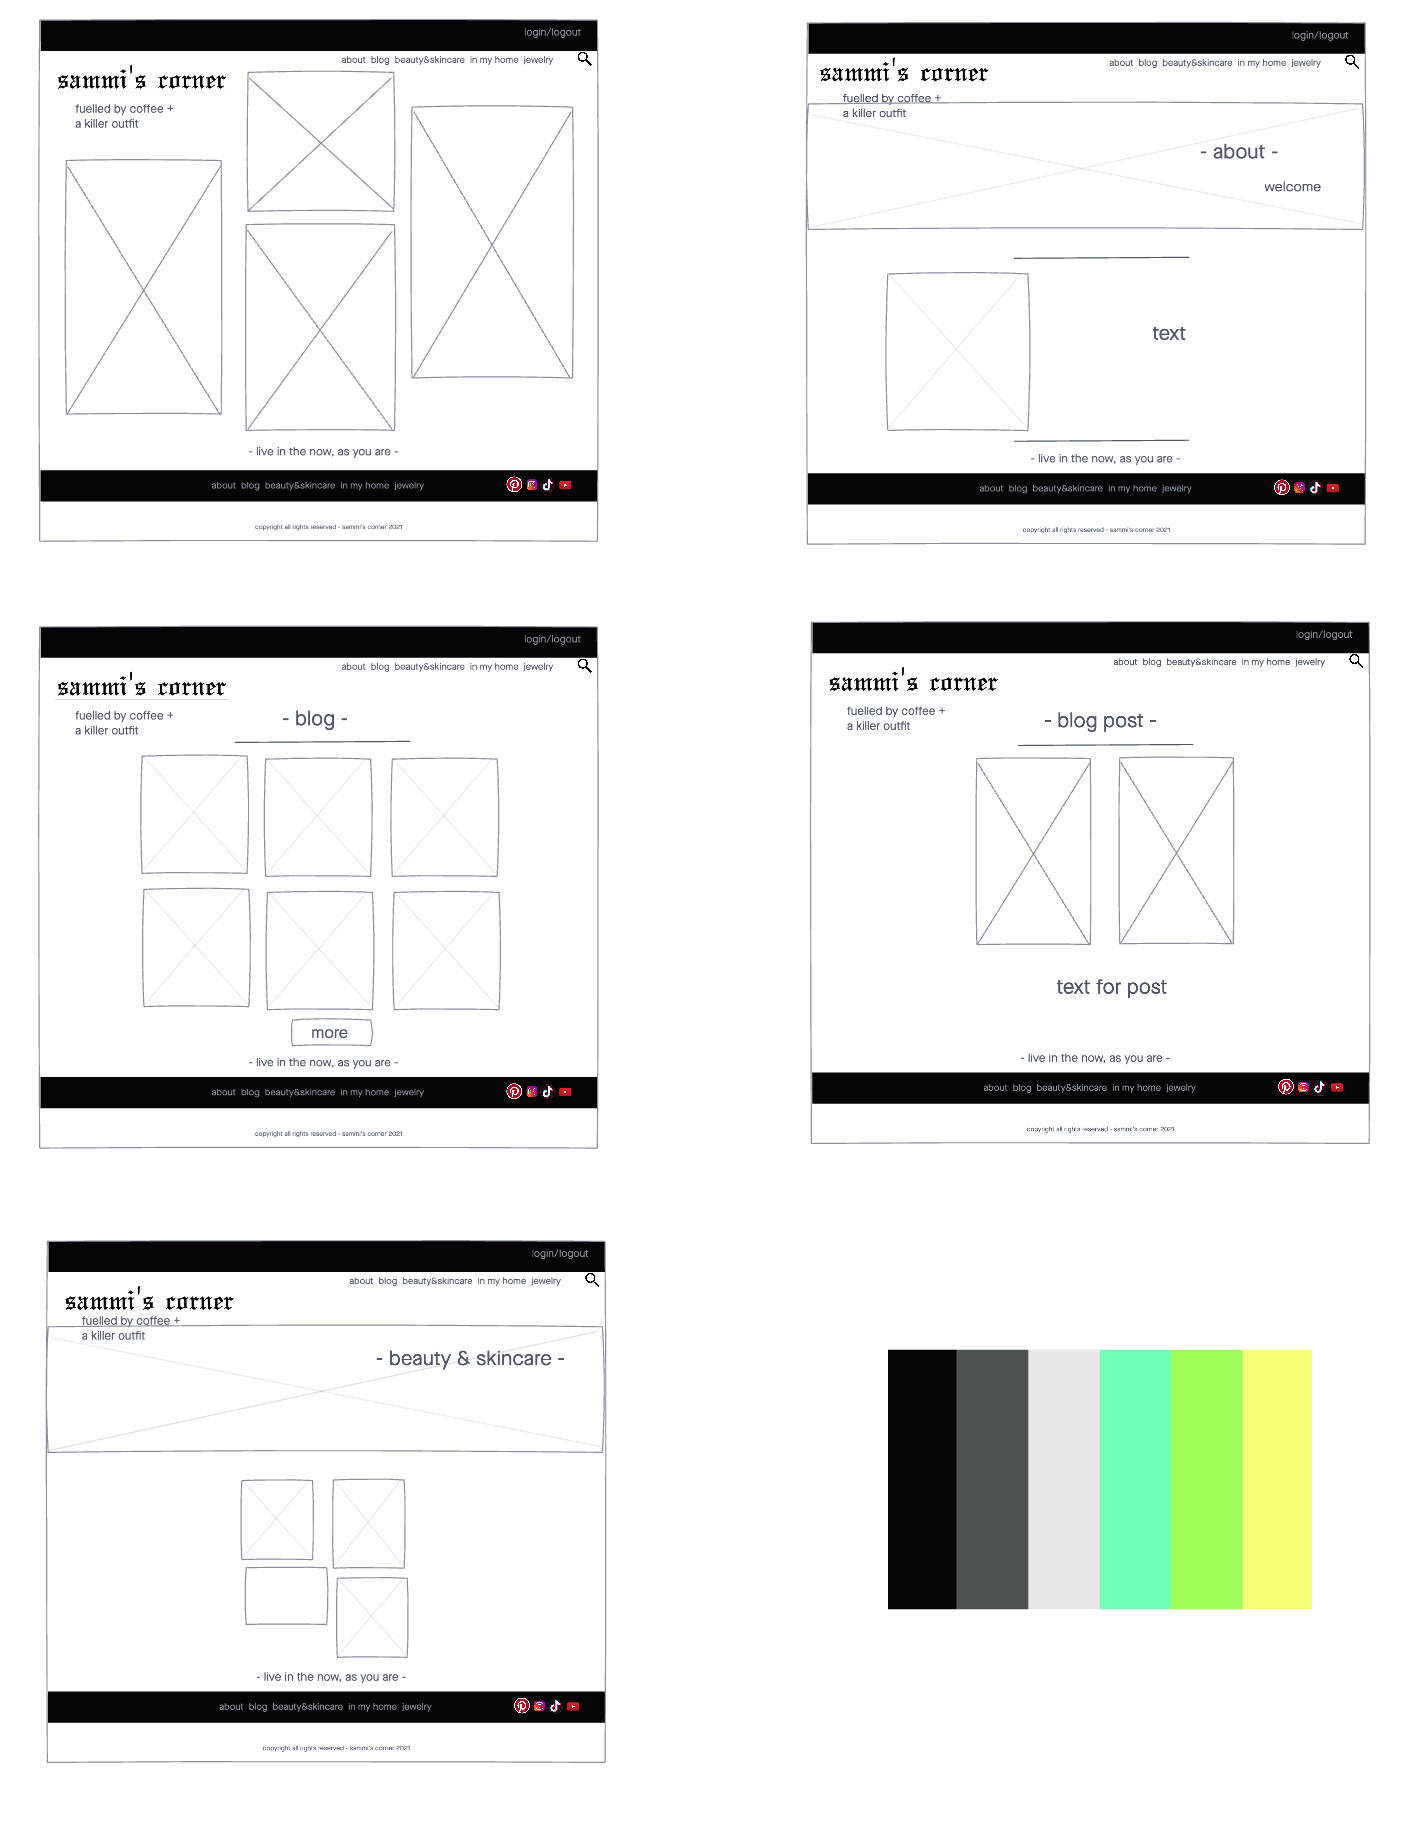 login/logout
about blog beauty&skincare in my home jewelry
sammi's corner
fuelled by coffee +
a killer outfit
- live in the now, as you are -
about blog beauty&skincare in my home jewelry
copyright all rights reserved - sammi's corner 2021
login/logout
about blog beauty&skincare in my home jewelry
sammi's corner
fuelled by coffee +
a killer outfit
- about -
welcome
text
- live in the now, as you are -
about blog beauty&skincare in my home jewelry
copyright all rights reserved - sammi's corner 2021
login/logout
about blog beauty&skincare in my home jewelry
sammi's corner
fuelled by coffee +
a killer outfit
- blog -
more
- live in the now, as you are -
about blog beauty&skincare in my home jewelry
copyright all rights reserved - sammi's corner 2021
login/logout
about blog beauty&skincare in my home jewelry
sammi's corner
fuelled by coffee +
a killer outfit
- blog post -
text for post
- live in the now, as you are -
about blog beauty&skincare in my home jewelry
copyright all rights reserved - sammi's corner 2021
login/logout
about blog beauty&skincare in my home jewelry
sammi's corner
fuelled by coffee +
a killer outfit
- beauty & skincare -
- live in the now, as you are -
about blog beauty&skincare in my home jewelry
copyright all rights reserved - sammi's corner 2021